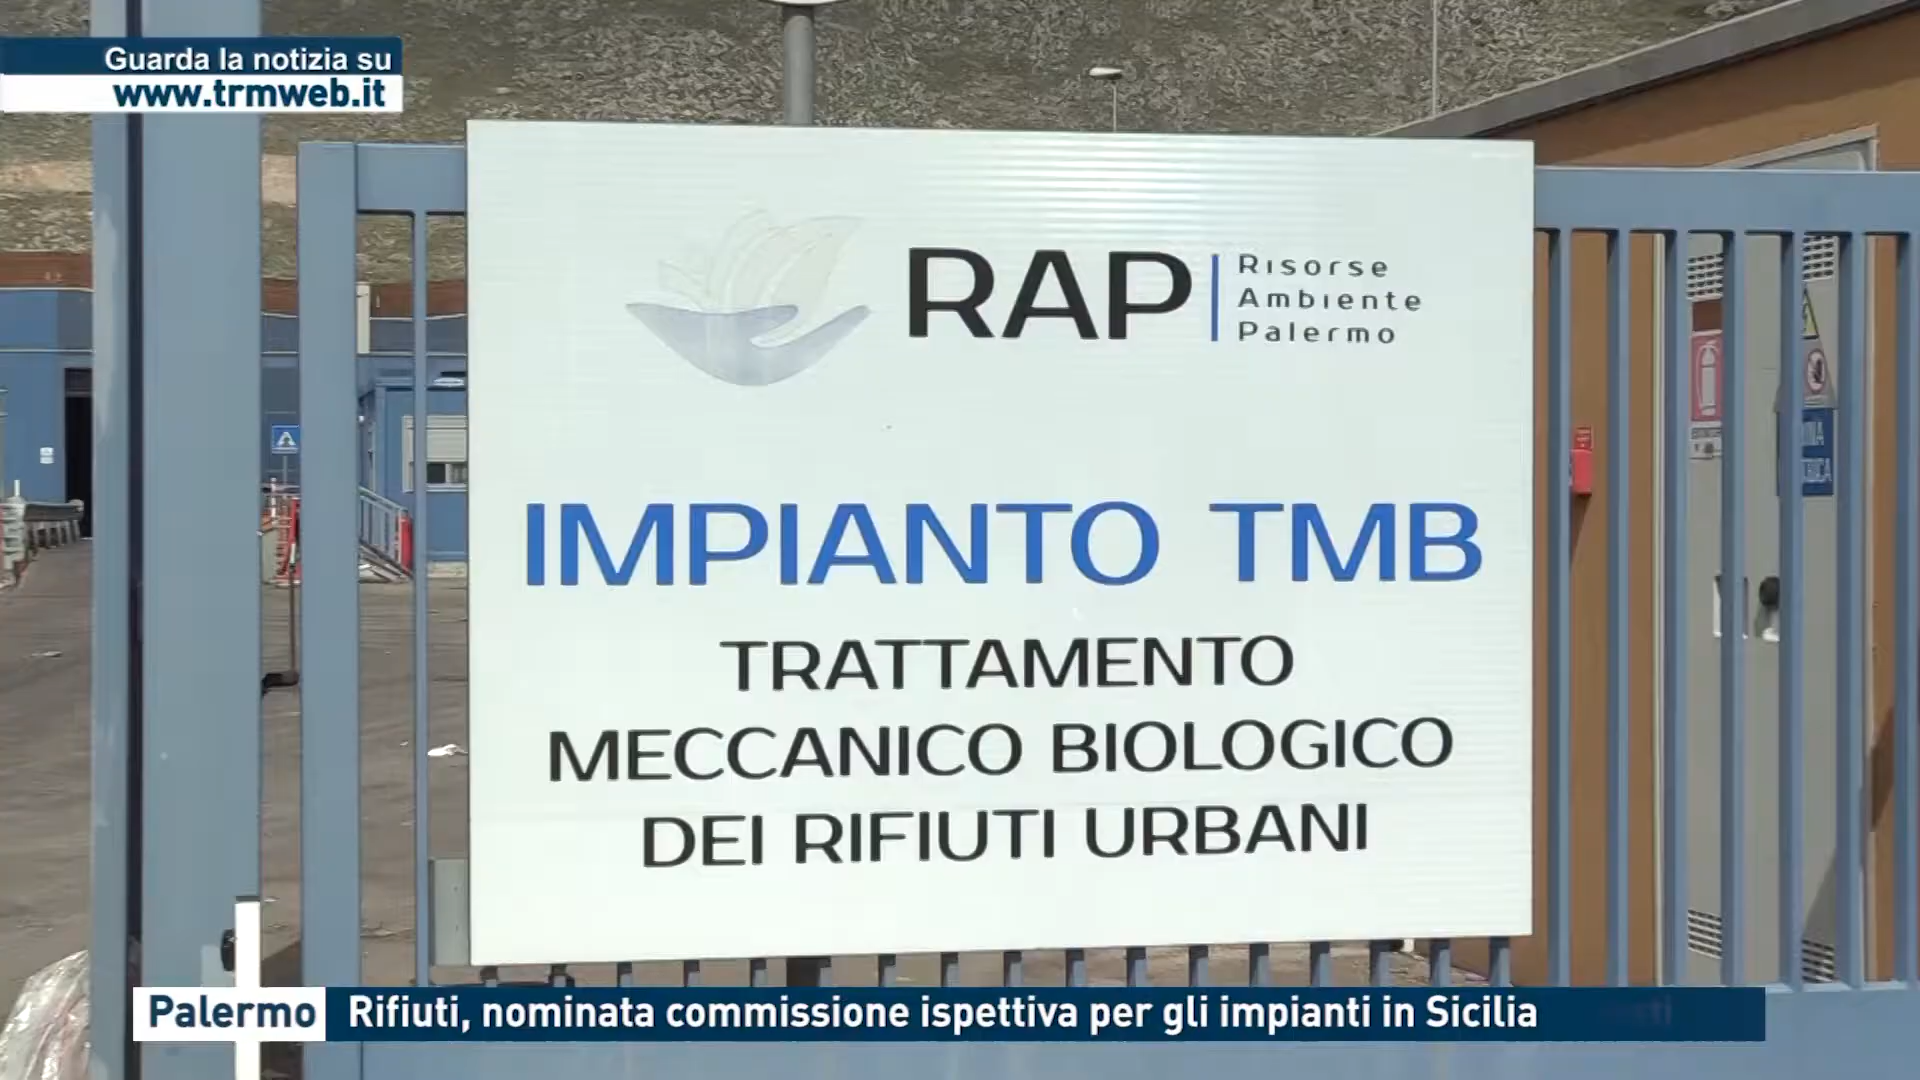 Guarda la notizia su
www.trmweb.it
RAP
Risorse
Ambiente
Palermo
IMPIANTO TMB
TRATTAMENTO
MECCANICO BIOLOGICO
DEI RIFIUTI URBANI
Palermo
Rifiuti, nominata commissione ispettiva per gli impianti in Sicilia